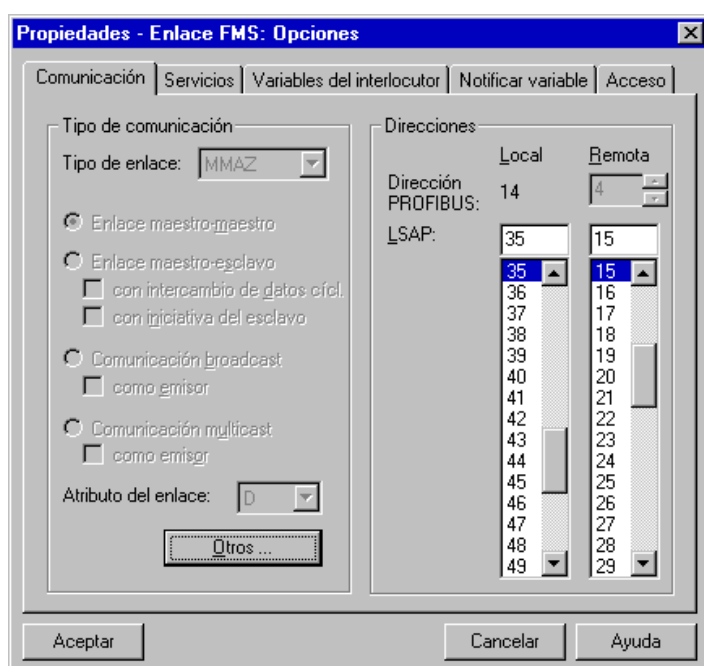 Propiedades - Enlace FMS: Opciones
Comunicación Servicios Variables del interlocutor Notificar variable Acceso
Tipo de comunicación
Tipo de enlace: MMAZ
Enlace maestro-maestro
Enlace maestro-esclavo
con intercambio de datos cícl.
con iniciativa del esclavo
Comunicación broadcast
como emisor
Comunicación multicast
como emisor
Atributo del enlace: D
Otros ...
Direcciones
Local Remota
Dirección PROFIBUS: 14 4
LSAP: 35 15
35 15
36 16
37 17
38 18
39 19
40 20
41 21
42 22
43 23
44 24
45 25
46 26
47 27
48 28
49 29
Aceptar Cancelar Ayuda